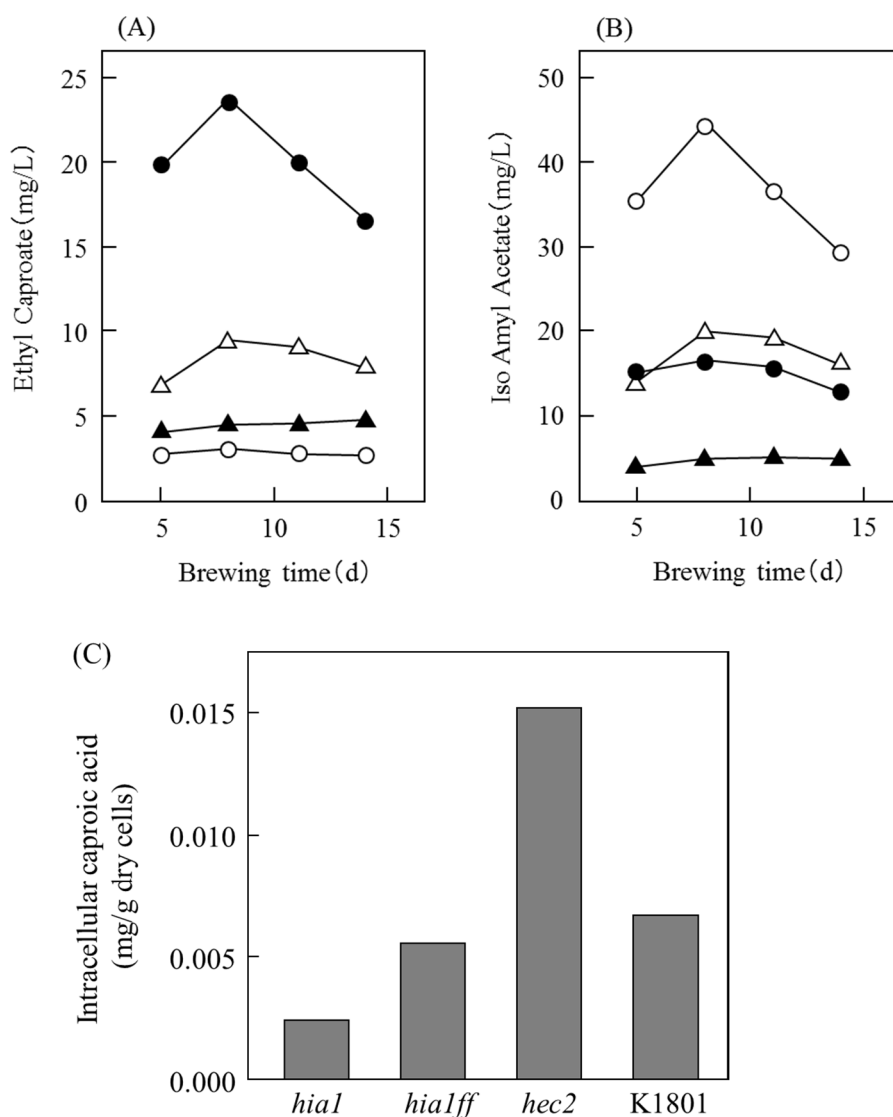 (A)
Ethyl Caproate(mg/L)
25
20
15
10
5
0
5 10 15
Brewing time(d)
(B)
Iso Amyl Acetate(mg/L)
50
40
30
20
10
0
5 10 15
Brewing time(d)
(C)
Intracellular caproic acid
(mg/g dry cells)
0.015
0.010
0.005
0.000
hia1 hia1ff hec2 K1801